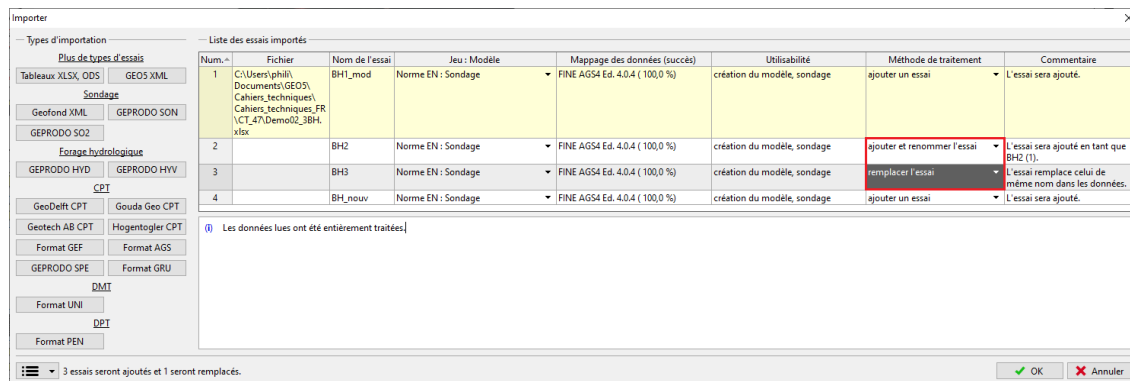 Importer
Types d'importation
Plus de types d'essais
Tableaux XLSX, ODS GEO5 XML
Sondage
Geofond XML GEPRODO SON
GEPRODO SO2
Forage hydrologique
GEPRODO HYD GEPRODO HYV
CPT
GeoDelft CPT Gouda Geo CPT
Geotech AB CPT Hogentogler CPT
Format GEF Format AGS
GEPRODO SPE Format GRU
DMT
Format UNI
DPT
Format PEN
Liste des essais importés
Num. Fichier Nom de l'essai Jeu : Modèle Mappage des données (succès) Utilisabilité Méthode de traitement Commentaire
1 C:\Users\phili\ BH1_mod Norme EN : Sondage FINE AGS4 Ed. 4.0.4 ( 100,0 %) création du modèle, sondage ajouter un essai L'essai sera ajouté.
Documents\GEO5\
Cahiers_techniques\
Cahiers_techniques_FR
\CT_47\Demo02_3BH.
xlsx
2 BH2 Norme EN : Sondage FINE AGS4 Ed. 4.0.4 ( 100,0 %) création du modèle, sondage ajouter et renommer l'essai L'essai sera ajouté en tant que
BH2 (1).
3 BH3 Norme EN : Sondage FINE AGS4 Ed. 4.0.4 ( 100,0 %) création du modèle, sondage remplacer l'essai L'essai remplace celui de
même nom dans les données.
4 BH_nouv Norme EN : Sondage FINE AGS4 Ed. 4.0.4 ( 100,0 %) création du modèle, sondage ajouter un essai L'essai sera ajouté.
Les données lues ont été entièrement traitées.
3 essais seront ajoutés et 1 seront remplacés.
OK Annuler